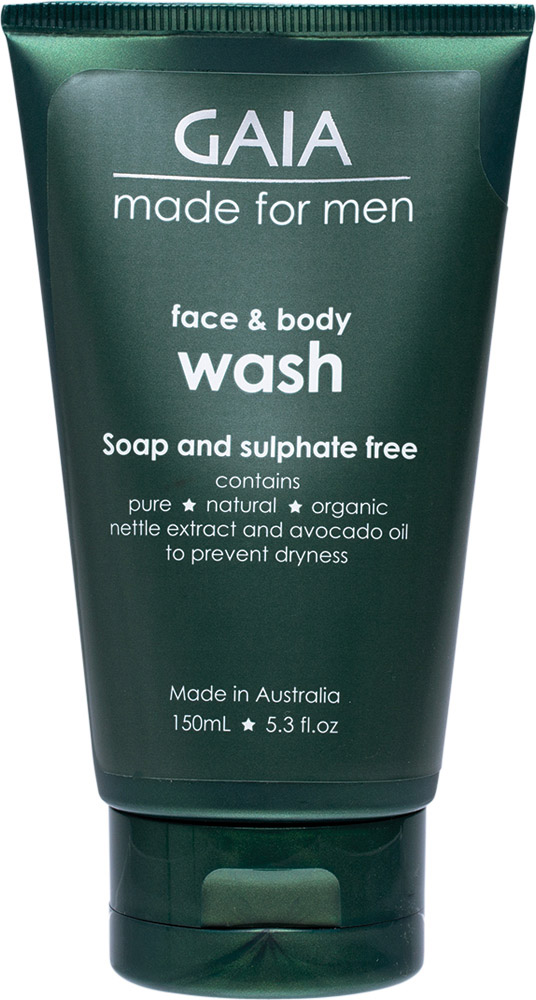 GAIA
made for men
face & body
wash
Soap and sulphate free
contains
pure ★ natural ★ organic
nettle extract and avocado oil
to prevent dryness
Made in Australia
150mL ★ 5.3 fl.oz